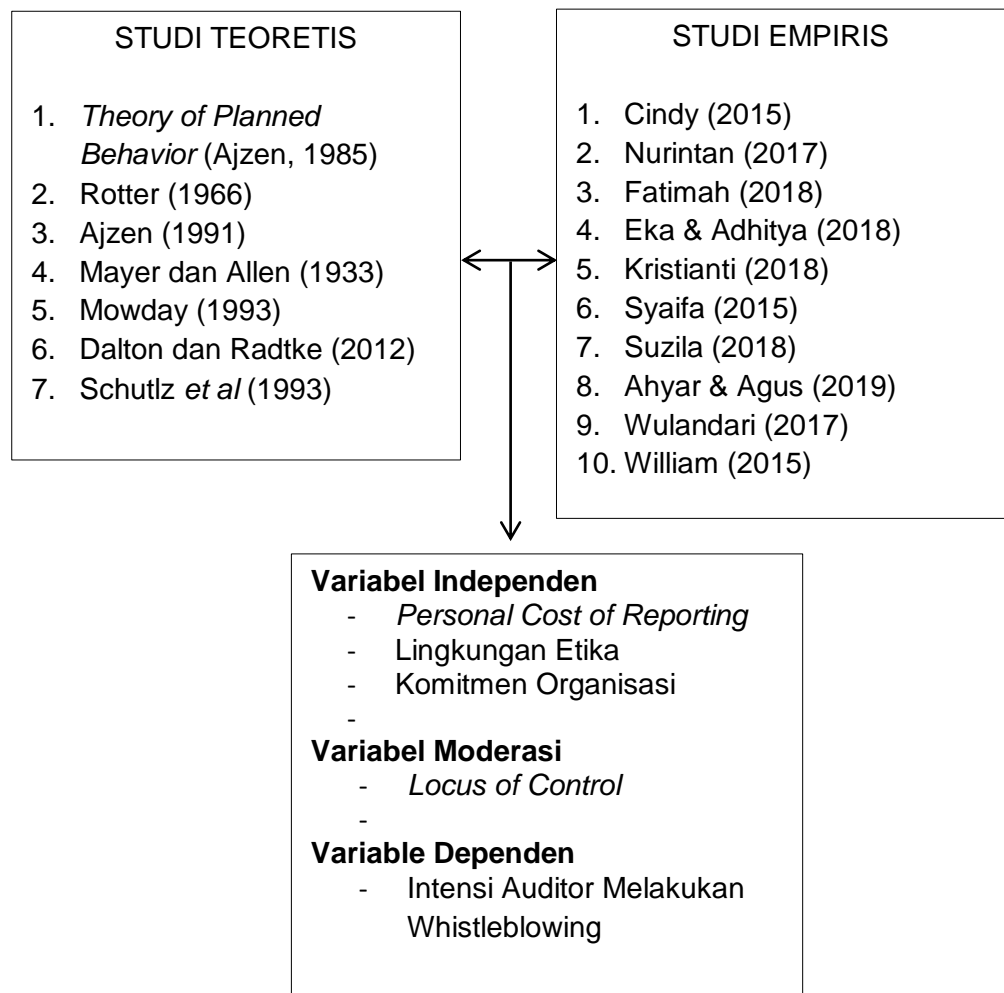 STUDI TEORETIS
1. Theory of Planned
Behavior (Ajzen, 1985)
2. Rotter (1966)
3. Ajzen (1991)
4. Mayer dan Allen (1933)
5. Mowday (1993)
6. Dalton dan Radtke (2012)
7. Schutlz et al (1993)
STUDI EMPIRIS
1. Cindy (2015)
2. Nurintan (2017)
3. Fatimah (2018)
4. Eka & Adhitya (2018)
5. Kristianti (2018)
6. Syaifa (2015)
7. Suzila (2018)
8. Ahyar & Agus (2019)
9. Wulandari (2017)
10. William (2015)
Variabel Independen
- Personal Cost of Reporting
- Lingkungan Etika
- Komitmen Organisasi
-
Variabel Moderasi
- Locus of Control
-
Variable Dependen
- Intensi Auditor Melakukan
Whistleblowing